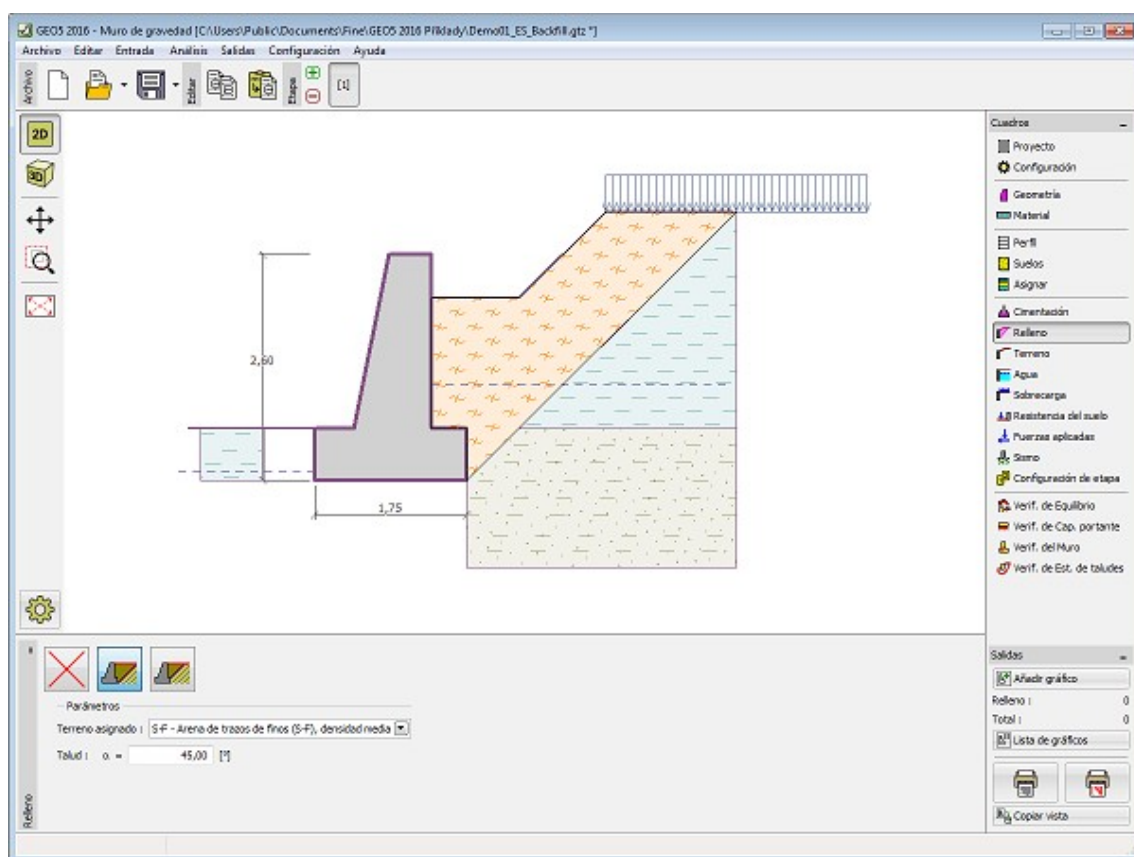 GEO5 2016 - Muro de gravedad [C:\Users\Public\Documents\Fine\GEO5 2016 Příklady\Demo01_ES_Backfill.gtz *]
Archivo Editar Entrada Análisis Salidas Configuración Ayuda
Archivo
Editar
Etapa
[1]
2D
3D
2,60
1,75
Cuadros
Proyecto
Configuración
Geometría
Material
Perfil
Suelos
Asignar
Cimentación
Relleno
Terreno
Agua
Sobrecarga
Resistencia del suelo
Fuerzas aplicadas
Sismo
Configuración de etapa
Verif. de Equilibrio
Verif. de Cap. portante
Verif. del Muro
Verif. de Est. de taludes
Salidas
Añadir gráfico
Relleno : 0
Total : 0
Lista de gráficos
Copiar vista
Relleno
Parámetros
Terreno asignado : S-F - Arena de trazos de finos (S-F), densidad media
Talud : α = 45,00 [°]